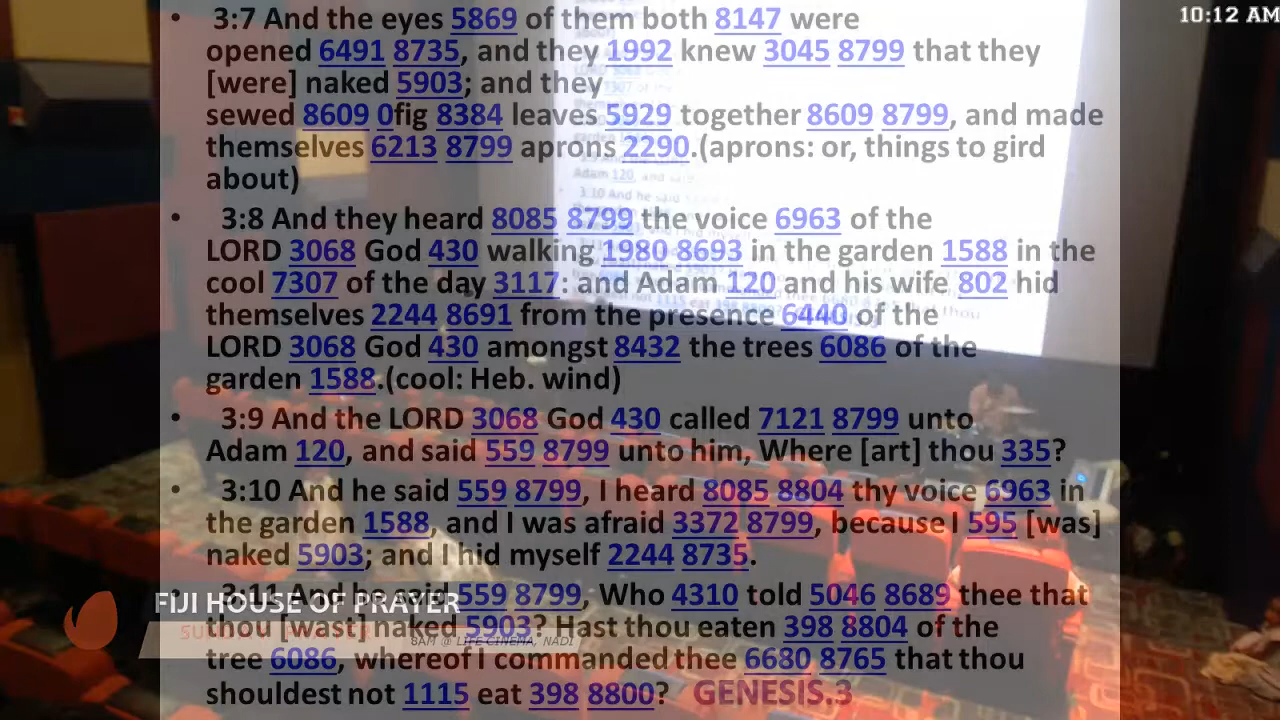 10:12 AM
• 3:7 And the eyes 5869 of them both 8147 were
opened 6491 8735, and they 1992 knew 3045 8799 that they
[were] naked 5903; and they
sewed 8609 0fig 8384 leaves 5929 together 8609 8799, and made
themselves 6213 8799 aprons 2290.(aprons: or, things to gird
about)
• 3:8 And they heard 8085 8799 the voice 6963 of the
LORD 3068 God 430 walking 1980 8693 in the garden 1588 in the
cool 7307 of the day 3117: and Adam 120 and his wife 802 hid
themselves 2244 8691 from the presence 6440 of the
LORD 3068 God 430 amongst 8432 the trees 6086 of the
garden 1588.(cool: Heb. wind)
• 3:9 And the LORD 3068 God 430 called 7121 8799 unto
Adam 120, and said 559 8799 unto him, Where [art] thou 335?
• 3:10 And he said 559 8799, I heard 8085 8804 thy voice 6963 in
the garden 1588, and I was afraid 3372 8799, because I 595 [was]
naked 5903; and I hid myself 2244 8735.
3:11 And he said 559 8799, Who 4310 told 5046 8689 thee that
thou [wast] naked 5903? Hast thou eaten 398 8804 of the
tree 6086, whereof I commanded thee 6680 8765 that thou
shouldest not 1115 eat 398 8800? GENESIS.3
FIJI HOUSE OF PRAYER
8AM @ LIFE CINEMA, NADI